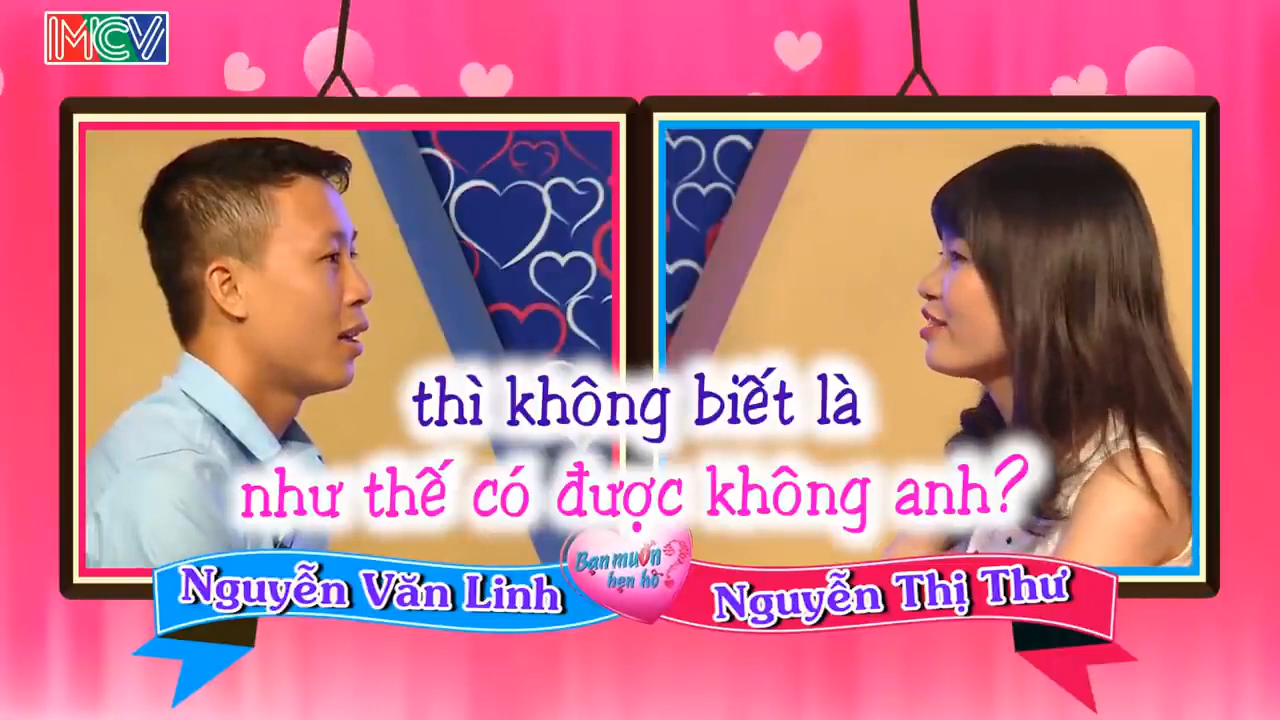 MCV
thì không biết là
như thế có được không anh?
Bạn muốn
hẹn hò
Nguyễn Văn Linh
Nguyễn Thị Thư